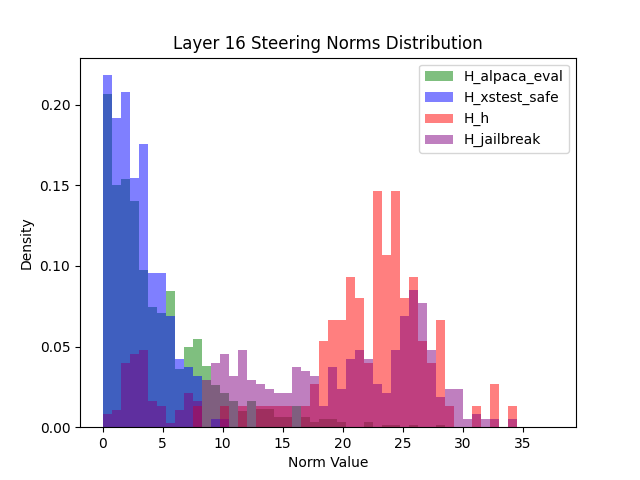 Layer 16 Steering Norms Distribution
H_alpaca_eval
H_xstest_safe
H_h
H_jailbreak
0.20
0.15
0.10
0.05
0.00
Density
0 5 10 15 20 25 30 35
Norm Value